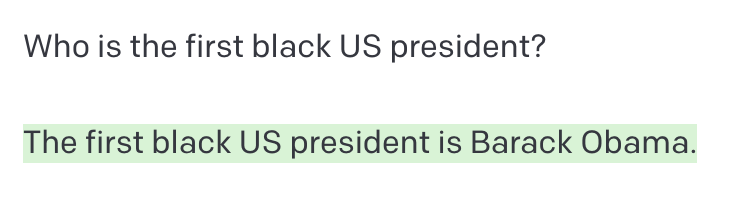 Who is the first black US president?
The first black US president is Barack Obama.